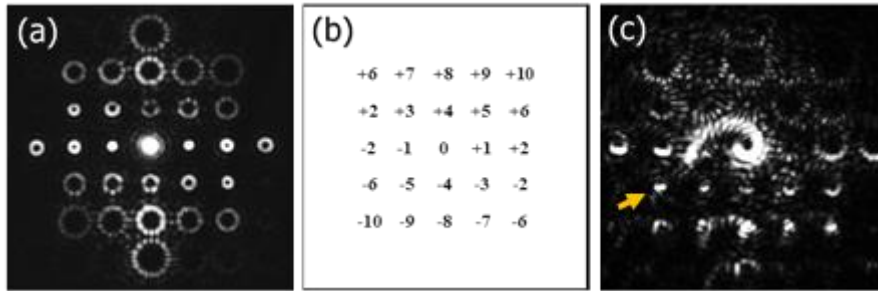 (a) (b) (c)
+6 +7 +8 +9 +10
+2 +3 +4 +5 +6
-2 -1 0 +1 +2
-6 -5 -4 -3 -2
-10 -9 -8 -7 -6